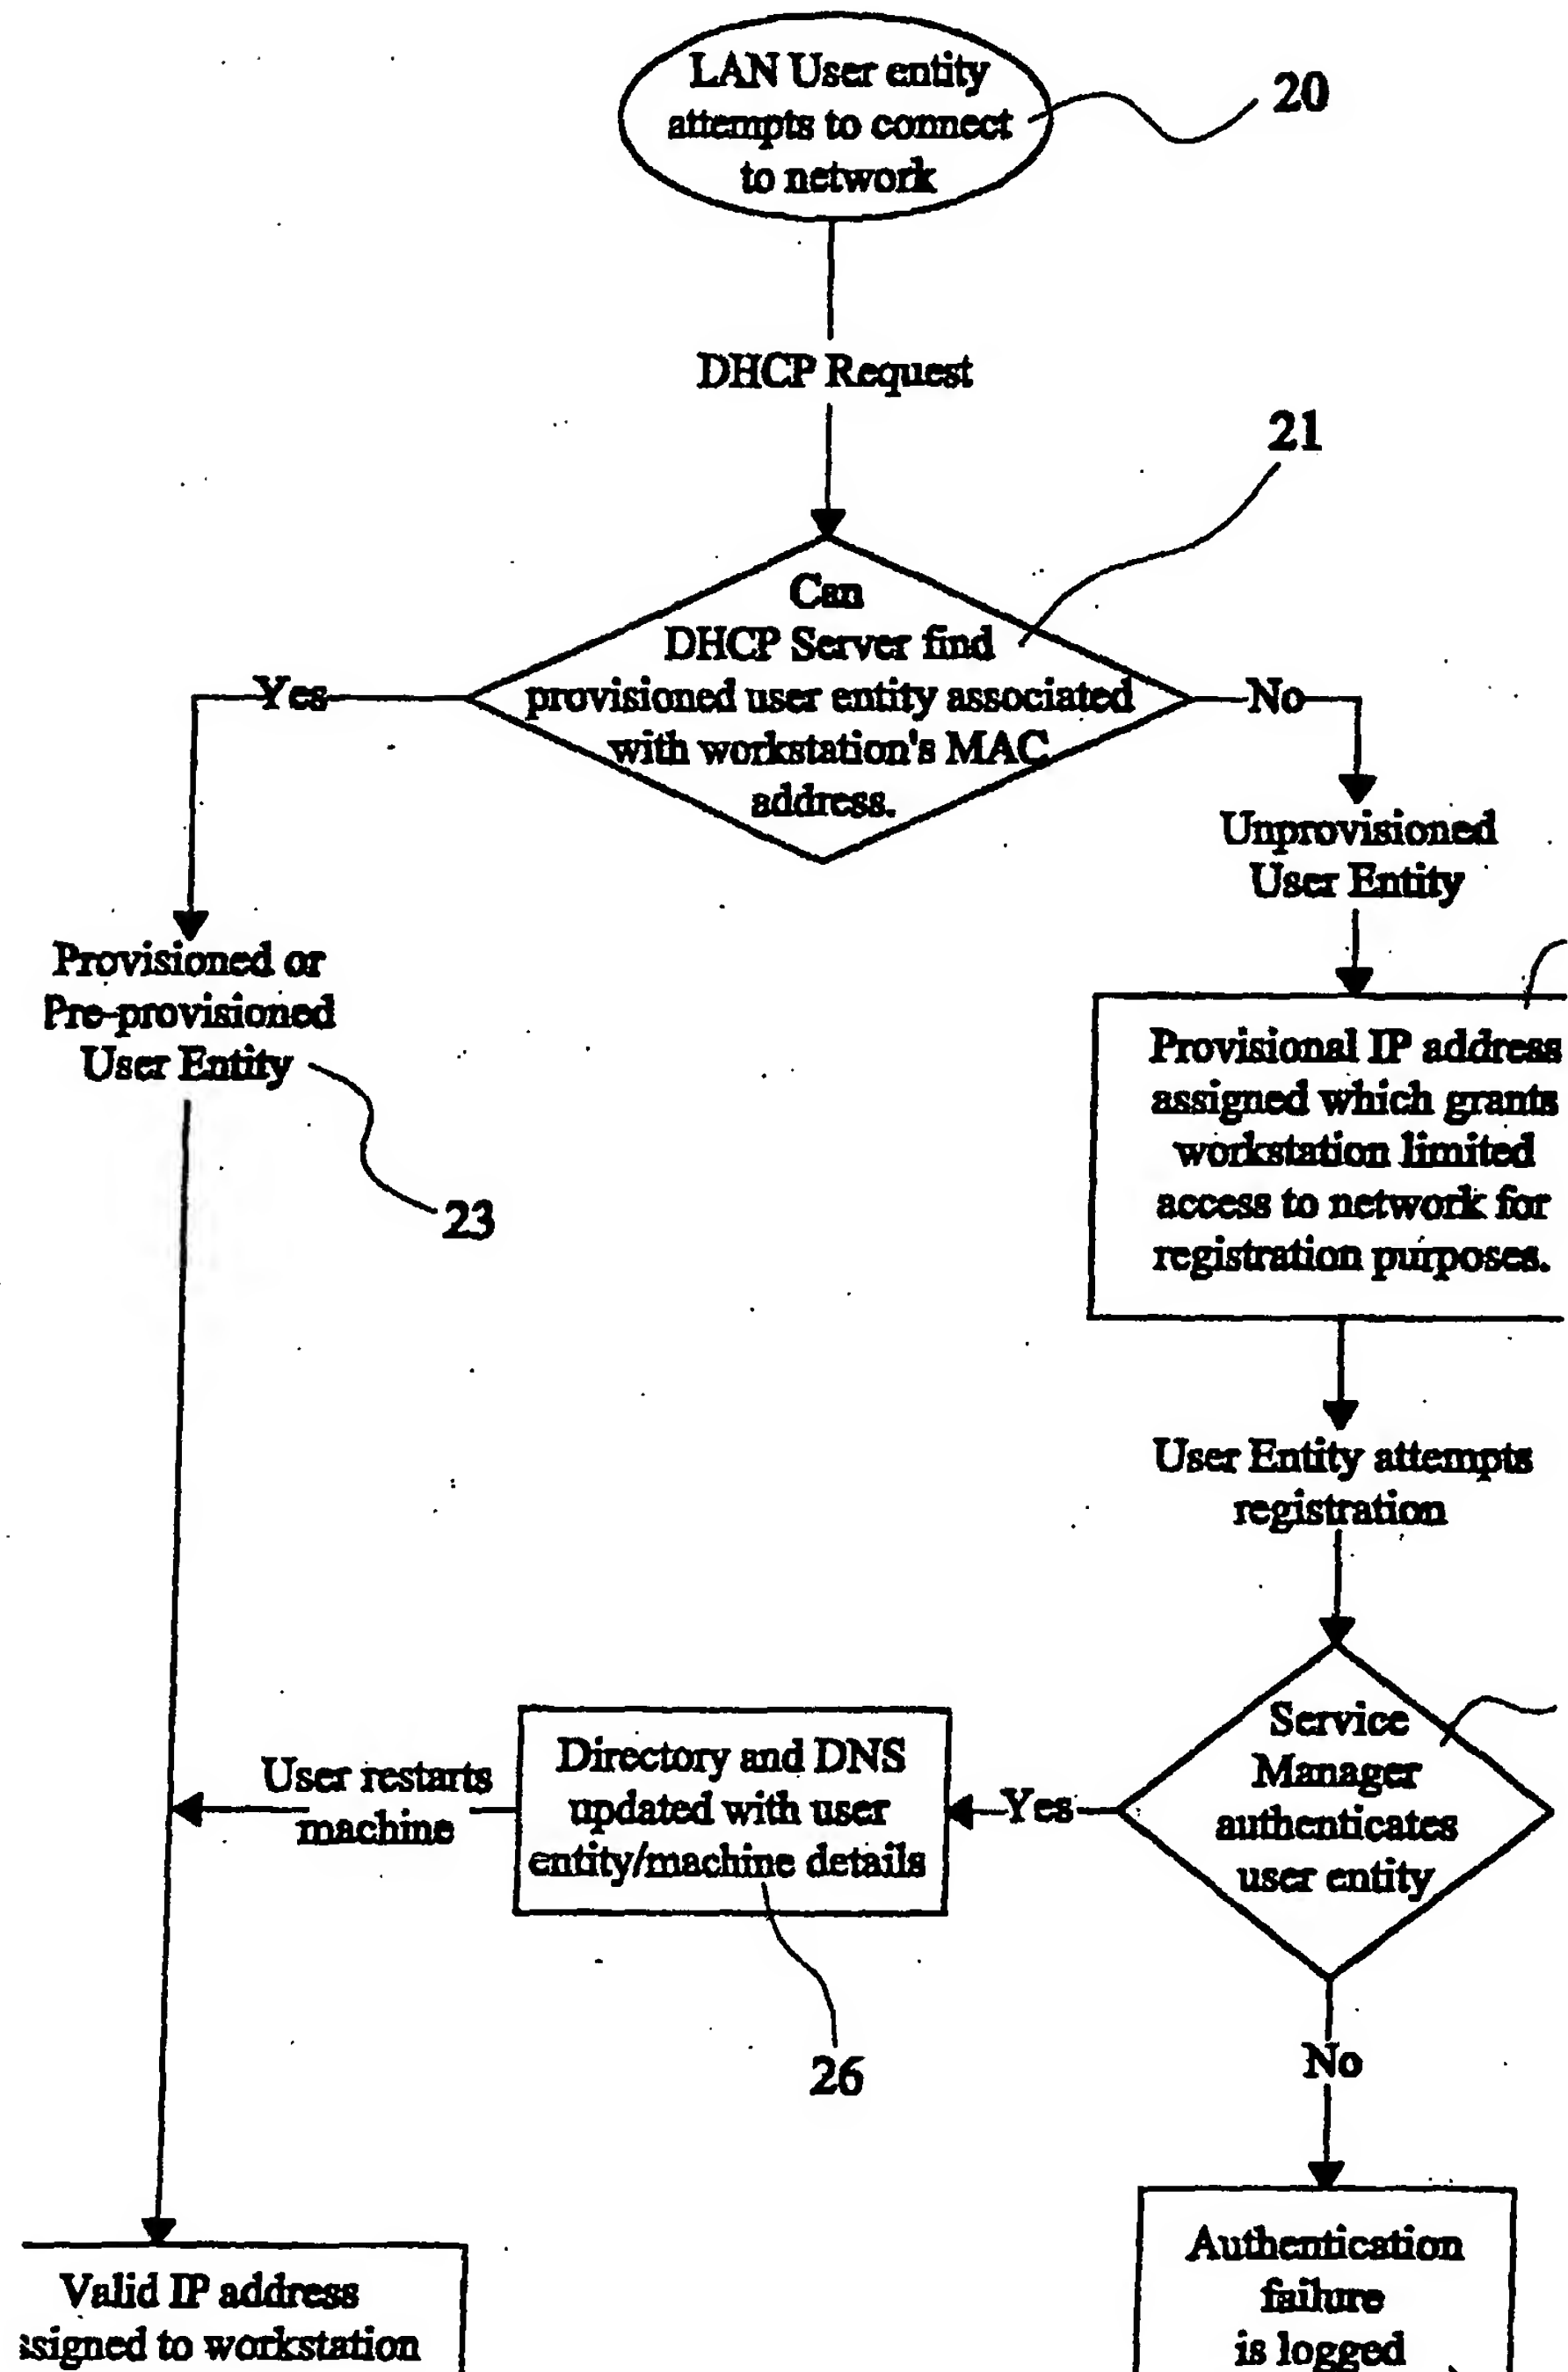 LAN User entity
attempts to connect
to network
20
DHCP Request
21
Can
DHCP Server find
provisioned user entity associated
with workstation's MAC
address.
Yes
No
Unprovisioned
User Entity
Provisioned or
Pre-provisioned
User Entity
23
Provisional IP address
assigned which grants
workstation limited
access to network for
registration purposes.
User Entity attempts
registration
Service
Manager
authenticates
user entity
Yes
Directory and DNS
updated with user
entity/machine details
User restarts
machine
26
No
Valid IP address
ssigned to workstation
Authentication
failure
is logged